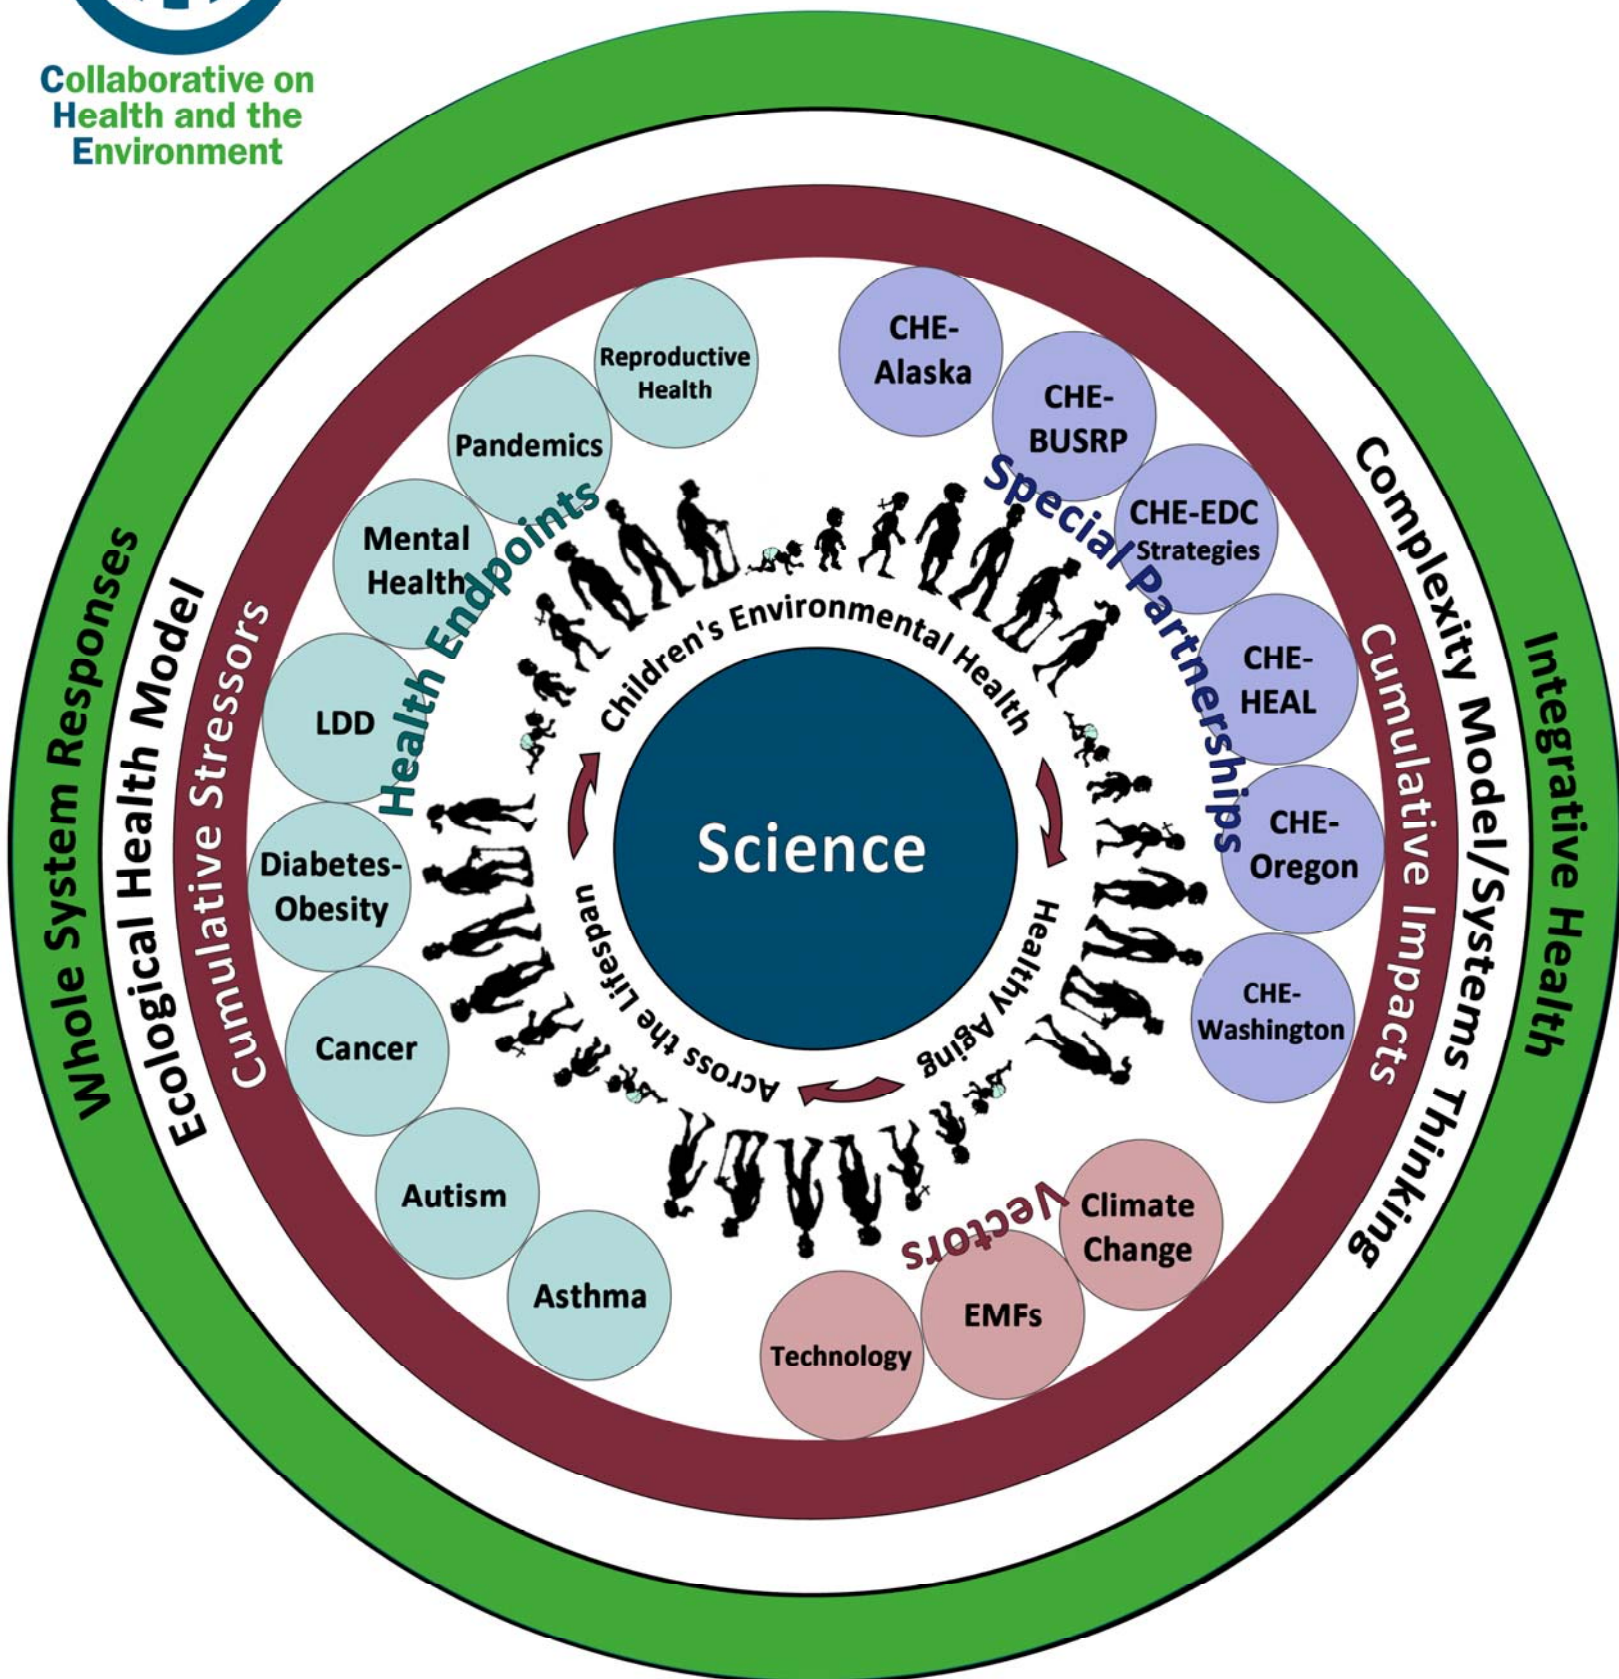 Collaborative on
Health and the
Environment
Whole System Responses
Integrative Health
Ecological Health Model
Complexity Model/Systems Thinking
Cumulative Stressors
Cumulative Impacts
Health Endpoints
Reproductive
Health
Pandemics
Mental
Health
LDD
Diabetes-
Obesity
Cancer
Autism
Asthma
Special Partnerships
CHE-
Alaska
CHE-
BUSRP
CHE-EDC
Strategies
CHE-
HEAL
CHE-
Oregon
CHE-
Washington
Vectors
Climate
Change
EMFs
Technology
Children's Environmental Health
Healthy Aging
Across the Lifespan
Science